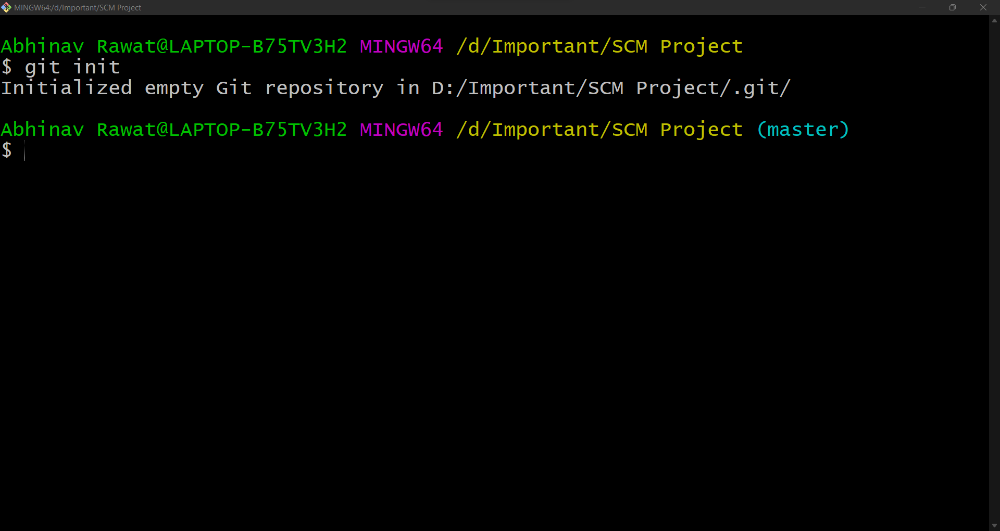 MINGW64:/d/Important/SCM Project
Abhinav Rawat@LAPTOP-B75TV3H2 MINGW64 /d/Important/SCM Project
$ git init
Initialized empty Git repository in D:/Important/SCM Project/.git/
Abhinav Rawat@LAPTOP-B75TV3H2 MINGW64 /d/Important/SCM Project (master)
$